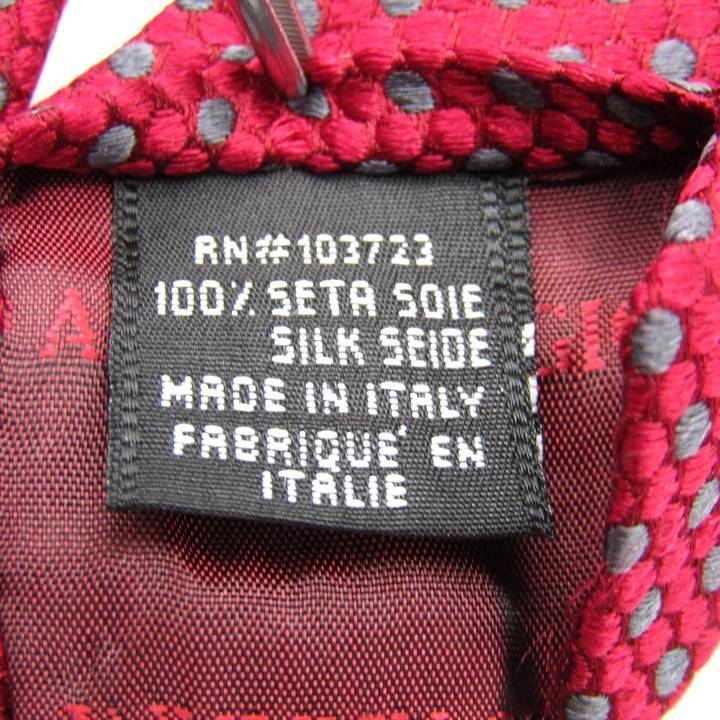 RN#103723
100% SETA SOIE
SILK SEIDE
MADE IN ITALY
FABRIQUE' EN
ITALIE